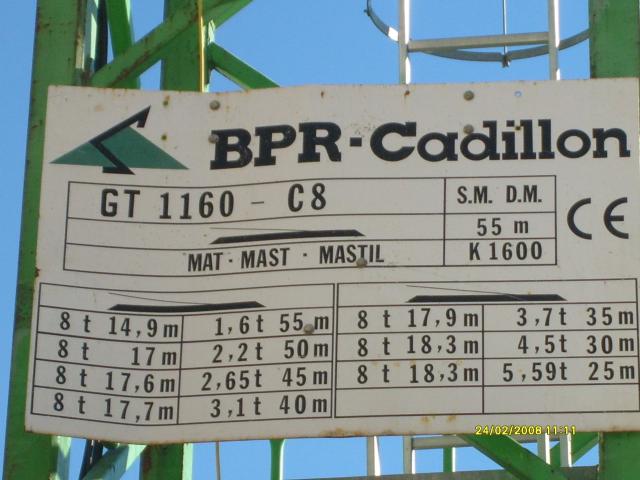 BPR-Cadillon
GT 1160 - C8
S.M. D.M.
55 m
MAT · MAST · MASTIL
K 1600
CE
8 t 14,9 m 1,6 t 55 m
8 t 17 m 2,2 t 50 m
8 t 17,6 m 2,65 t 45 m
8 t 17,7 m 3,1 t 40 m
8 t 17,9 m 3,7 t 35 m
8 t 18,3 m 4,5 t 30 m
8 t 18,3 m 5,59 t 25 m
24/02/2008 11:11